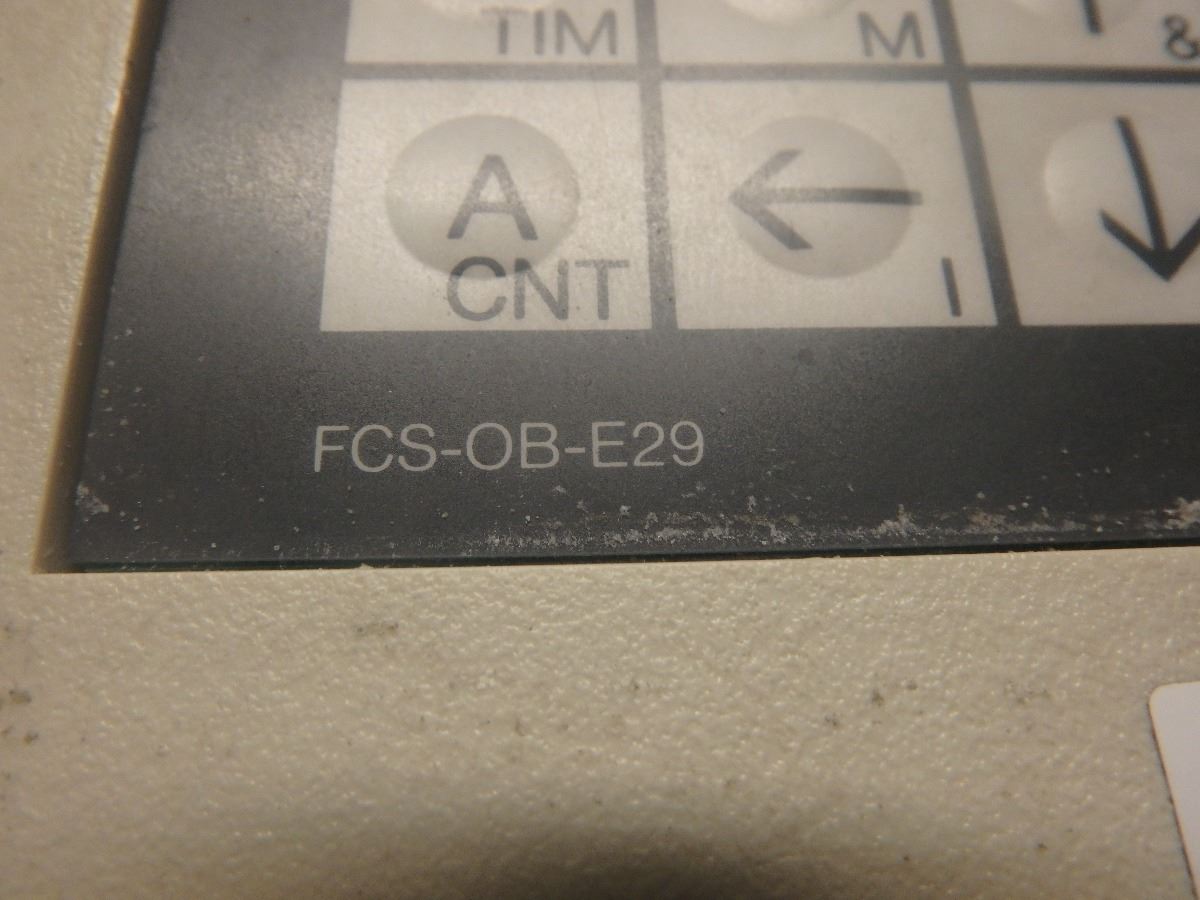 TIM M &
A
CNT I
FCS-OB-E29